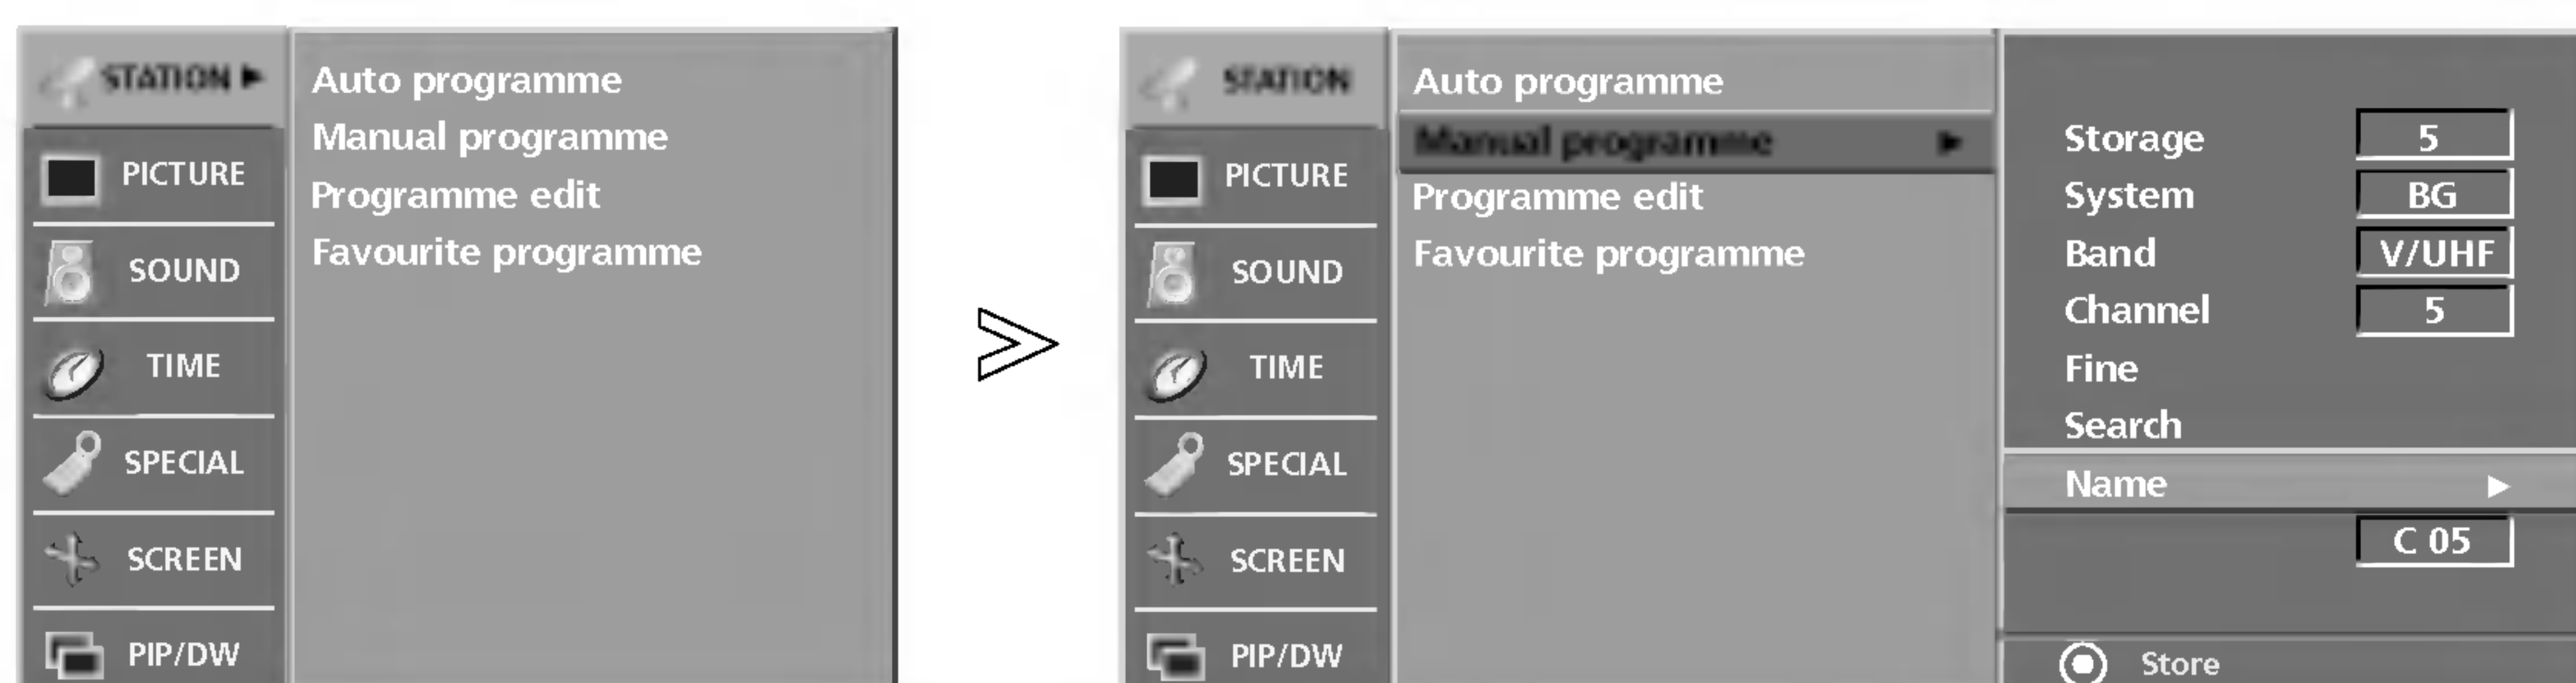 STATION ▶
PICTURE
SOUND
TIME
SPECIAL
SCREEN
PIP/DW
Auto programme
Manual programme
Programme edit
Favourite programme
STATION
PICTURE
SOUND
TIME
SPECIAL
SCREEN
PIP/DW
Auto programme
Manual programme ▶
Programme edit
Favourite programme
Storage 5
System BG
Band V/UHF
Channel 5
Fine
Search
Name ▶
C 05
Store